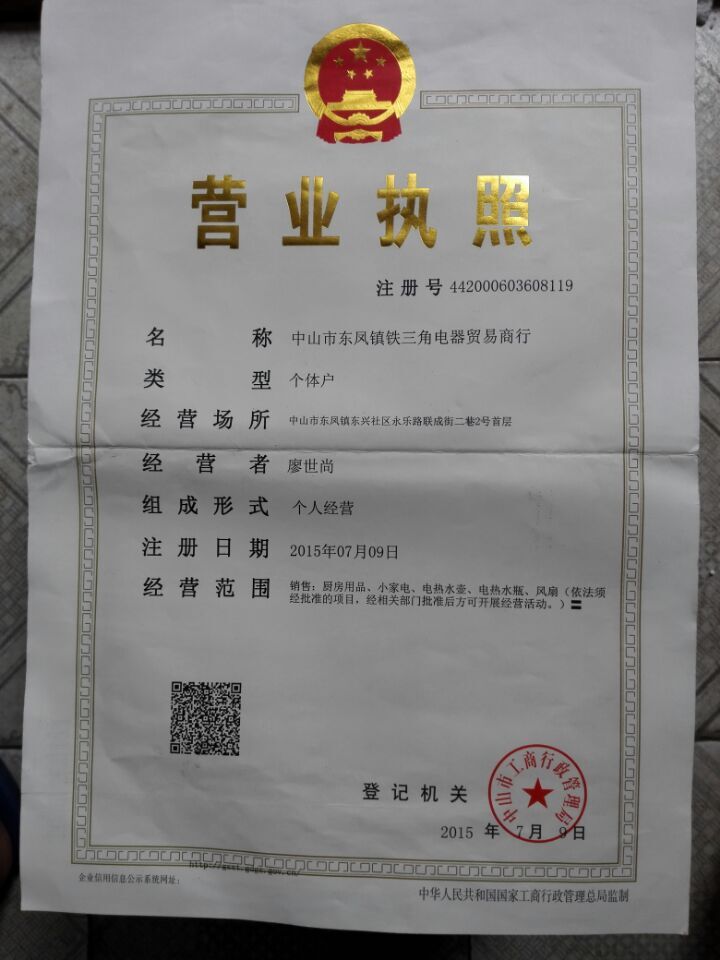 营业执照
注册号 442000603608119
名称 中山市东凤镇铁三角电器贸易商行
类型 个体户
经营场所 中山市东凤镇东兴社区永乐路联成街二巷2号首层
经营者 廖世尚
组成形式 个人经营
注册日期 2015年07月09日
经营范围 销售：厨房用品、小家电、电热水壶、电热水瓶、风扇（依法须
经批准的项目，经相关部门批准后方可开展经营活动。）〓
登记机关
中山市工商行政管理局
2015 年 7月 9日
http://gsxt.gdgs.gov.cn/
企业信用信息公示系统网址：
中华人民共和国国家工商行政管理总局监制